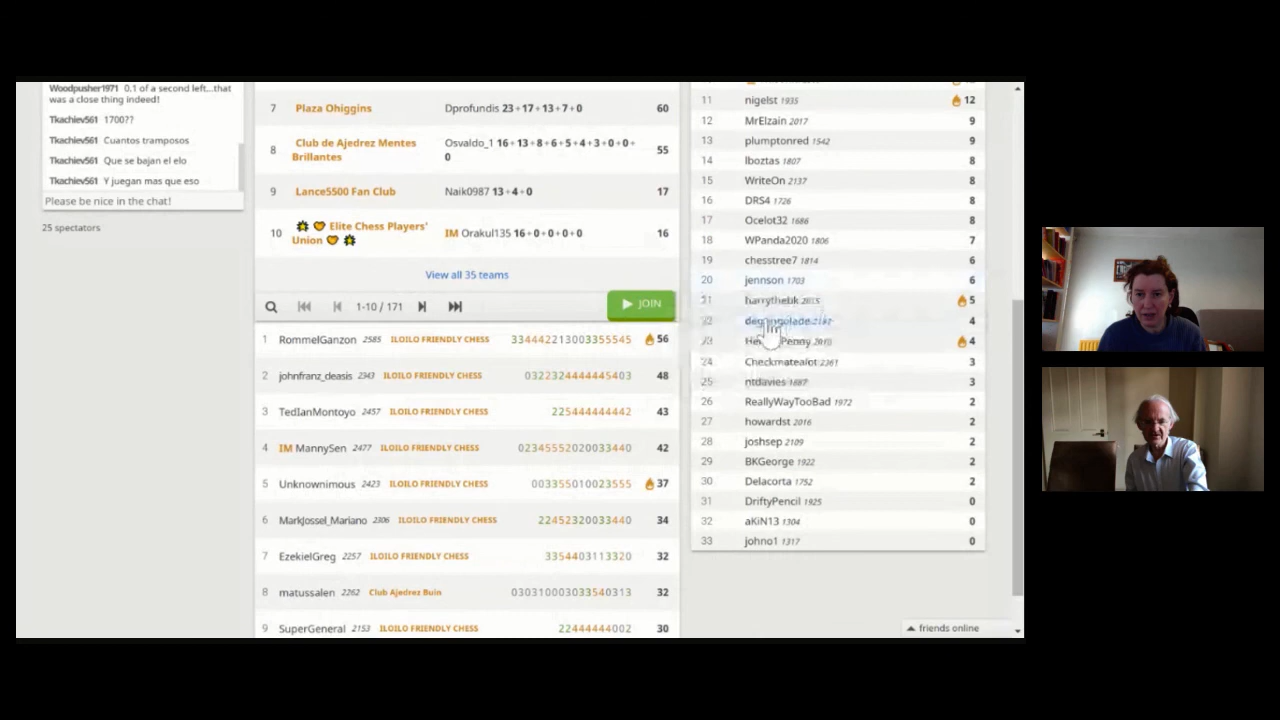 Woodpusher1971 0.1 of a second left...that
was a close thing indeed!
Tkachiev561 1700??
Tkachiev561 Cuantos tramposos
Tkachiev561 Que se bajan el elo
Tkachiev561 Y juegan mas que eso
Please be nice in the chat!
25 spectators
7 Plaza Ohiggins Dprofundis 23+17+13+7+0 60
8 Club de Ajedrez Mentes
Brillantes Osvaldo_1 16+13+8+6+5+4+3+0+0+
0 55
9 Lance5500 Fan Club Naik0987 13+4+0 17
10 Elite Chess Players'
Union IM Orakul135 16+0+0+0+0 16
View all 35 teams
1-10 / 171 JOIN
1 RommelGanzon 2585 ILOILO FRIENDLY CHESS 334442213003355545 56
2 johnfranz_deasis 2343 ILOILO FRIENDLY CHESS 0322324444445403 48
3 TedIanMontoyo 2457 ILOILO FRIENDLY CHESS 225444444442 43
4 IM MannySen 2477 ILOILO FRIENDLY CHESS 02345552020033440 42
5 Unknownimous 2423 ILOILO FRIENDLY CHESS 003355010023555 37
6 MarkJossel_Mariano 2306 ILOILO FRIENDLY CHESS 22452320033440 34
7 EzekielGreg 2257 ILOILO FRIENDLY CHESS 3354403113320 32
8 matussalen 2262 Club Ajedrez Buin 030310003033540313 32
9 SuperGeneral 2153 ILOILO FRIENDLY CHESS 22444444002 30
11 nigelst 1935 12
12 MrElzain 2017 9
13 plumptonred 1542 9
14 lboztas 1807 8
15 WriteOn 2137 8
16 DRS4 1726 8
17 Ocelot32 1686 8
18 WPanda2020 1806 7
19 chesstree7 1814 6
20 jennson 1703 6
21 harrythebk 5
22 4
23 4
24 Checkmatealot 2361 3
25 ntdavies 1887 3
26 ReallyWayTooBad 1972 2
27 howardst 2016 2
28 joshsep 2109 2
29 BKGeorge 1922 2
30 Delacorta 1752 2
31 DriftyPencil 1925 0
32 aKiN13 1304 0
33 johno1 1317 0
friends online